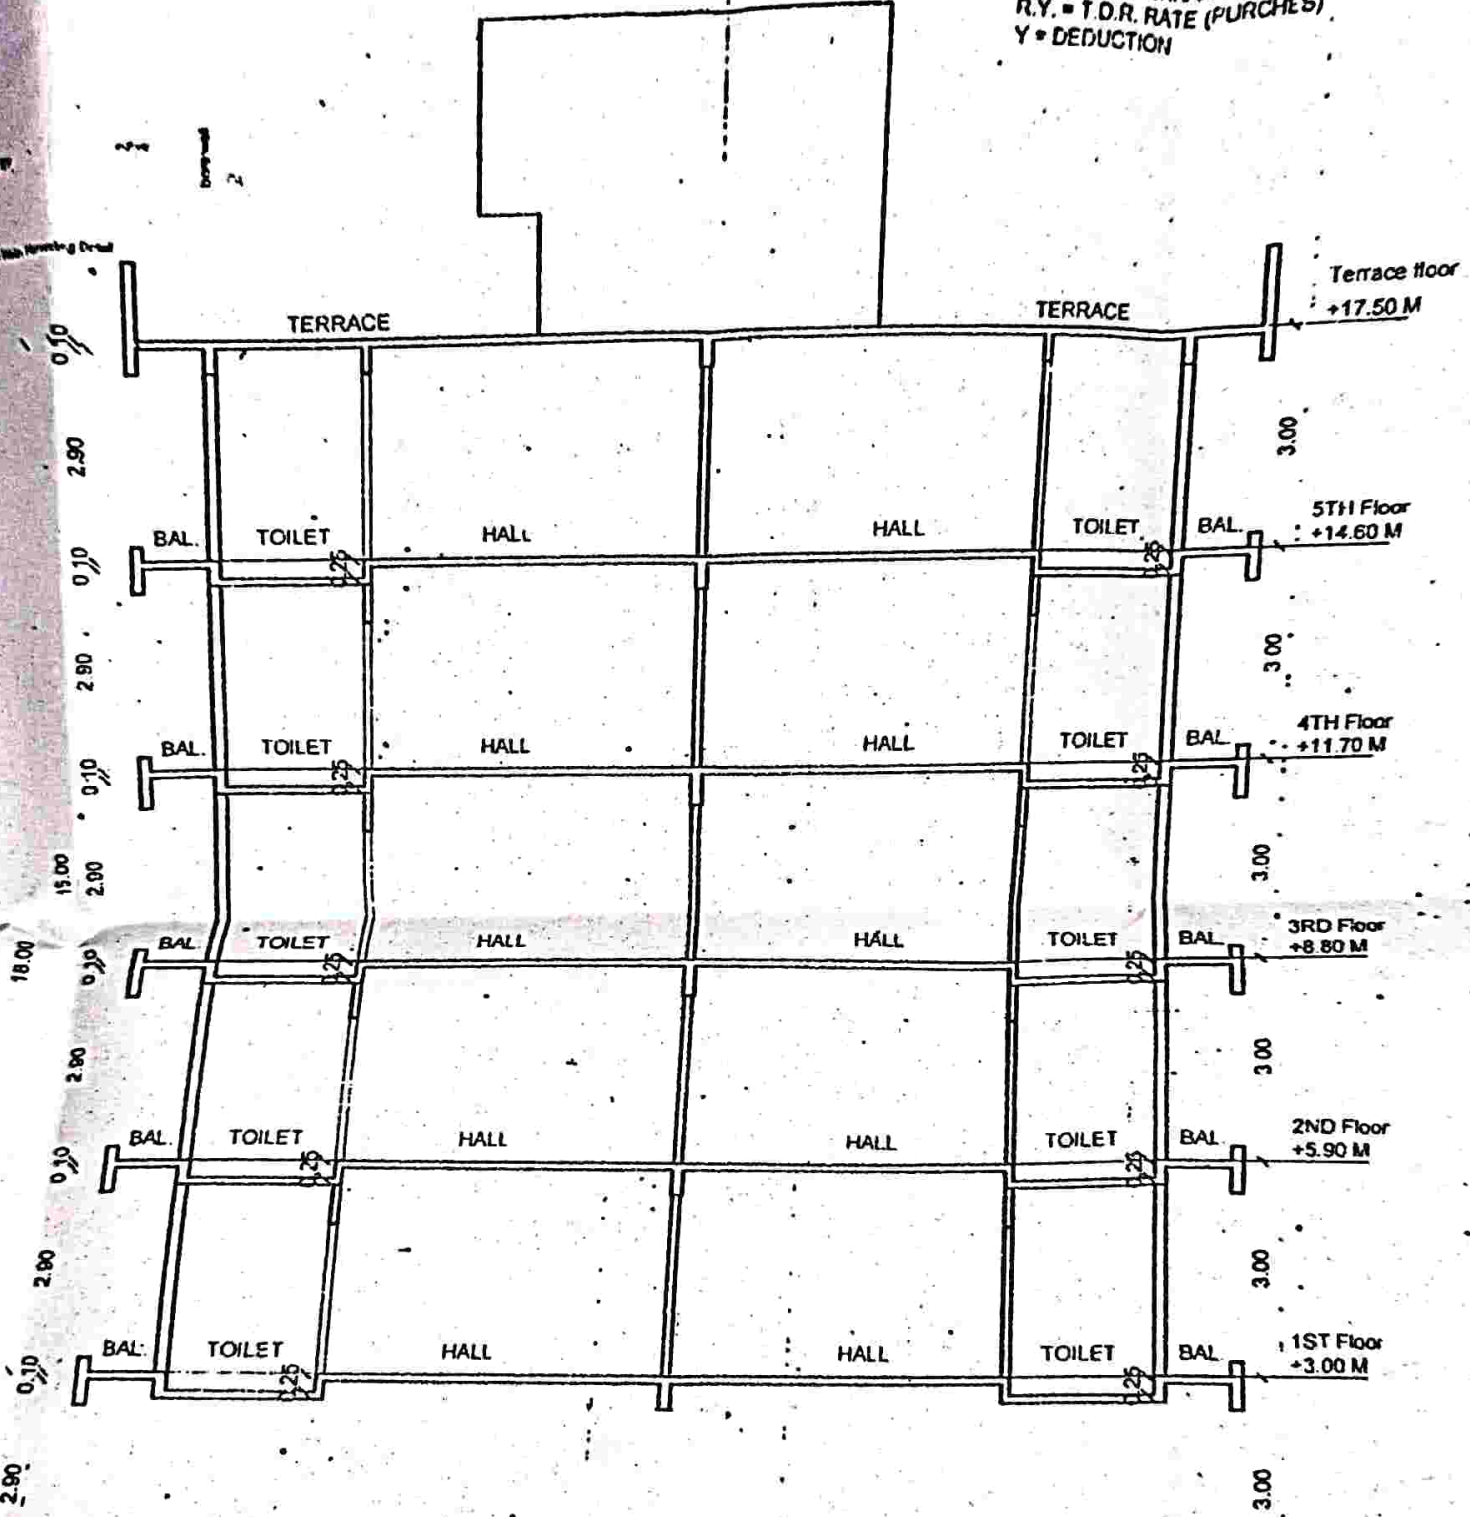 R.Y. = T.D.R. RATE (PURCHES)
Y = DEDUCTION
Terrace floor
+17.50 M
TERRACE
TERRACE
0.10
2.90
3.00
5TH Floor
+14.60 M
BAL.
TOILET
HALL
HALL
TOILET
BAL.
0.10
0.25
0.25
2.90
3.00
4TH Floor
+11.70 M
BAL.
TOILET
HALL
HALL
TOILET
BAL
0.10
0.25
0.25
15.00
2.90
3.00
3RD Floor
+8.80 M
BAL
TOILET
HALL
HALL
TOILET
BAL
18.00
0.10
0.25
0.25
2.90
3.00
2ND Floor
+5.90 M
BAL.
TOILET
HALL
HALL
TOILET
BAL
0.10
0.25
0.25
2.90
3.00
1ST Floor
+3.00 M
BAL.
TOILET
HALL
HALL
TOILET
BAL
0.10
0.25
0.25
2.90
3.00